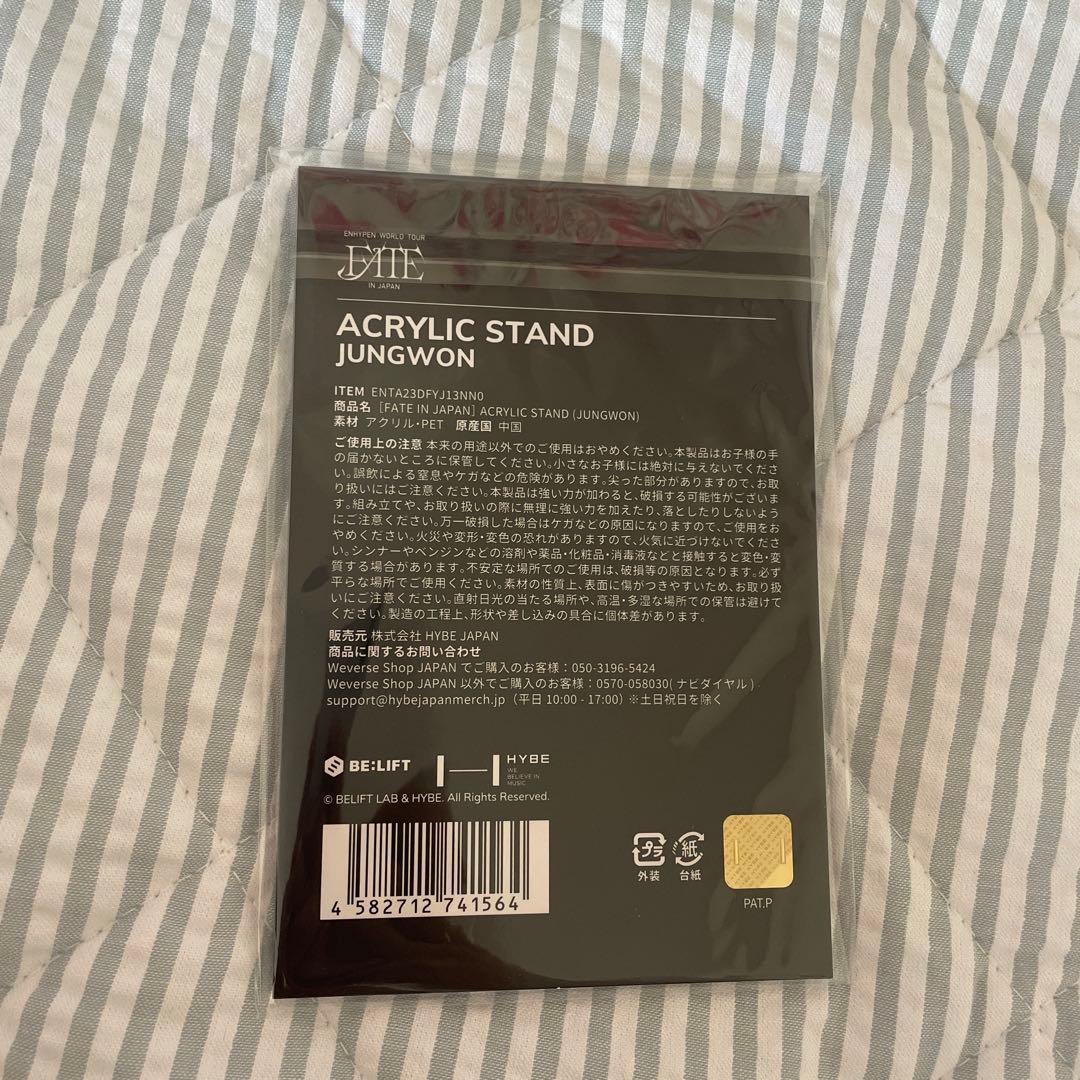 ENHYPEN WORLD TOUR
FATE
IN JAPAN
ACRYLIC STAND
JUNGWON
ITEM ENTA23DFYJ13NN0
商品名 [FATE IN JAPAN] ACRYLIC STAND (JUNGWON)
素材 アクリル・PET 原産国 中国
ご使用上の注意 本来の用途以外でのご使用はおやめください。本製品はお子様の手
の届かないところに保管してください。小さなお子様には絶対に与えないでくださ
い。誤飲による窒息やケガなどの危険があります。尖った部分がありますので、お取
り扱いにはご注意ください。本製品は強い力が加わると、破損する可能性がございま
す。組み立てや、お取り扱いの際に無理に強い力を加えたり、落としたりしないよう
にご注意ください。万一破損した場合はケガなどの原因になりますので、ご使用をお
やめください。火災や変形・変色の恐れがありますので、火気に近づけないでくださ
い。シンナーやベンジンなどの溶剤や薬品・化粧品・消毒液などと接触すると変色・変
質する場合があります。不安定な場所でのご使用は、破損等の原因となります。必ず
平らな場所でご使用ください。素材の性質上、表面に傷がつきやすいため、お取り扱
いにご注意ください。直射日光の当たる場所や、高温・多湿な場所での保管は避けて
ください。製造の工程上、形状や差し込みの具合に個体差があります。
販売元 株式会社 HYBE JAPAN
商品に関するお問い合わせ
Weverse Shop JAPAN でご購入のお客様：050-3196-5424
Weverse Shop JAPAN 以外でご購入のお客様：0570-058030( ナビダイヤル )
support@hybejapanmerch.jp（平日 10:00 - 17:00）※土日祝日を除く
BE:LIFT
HYBE
WE
BELIEVE IN
MUSIC
© BELIFT LAB & HYBE. All Rights Reserved.
4 582712 741564
プラ
外装
紙
台紙
PAT.P